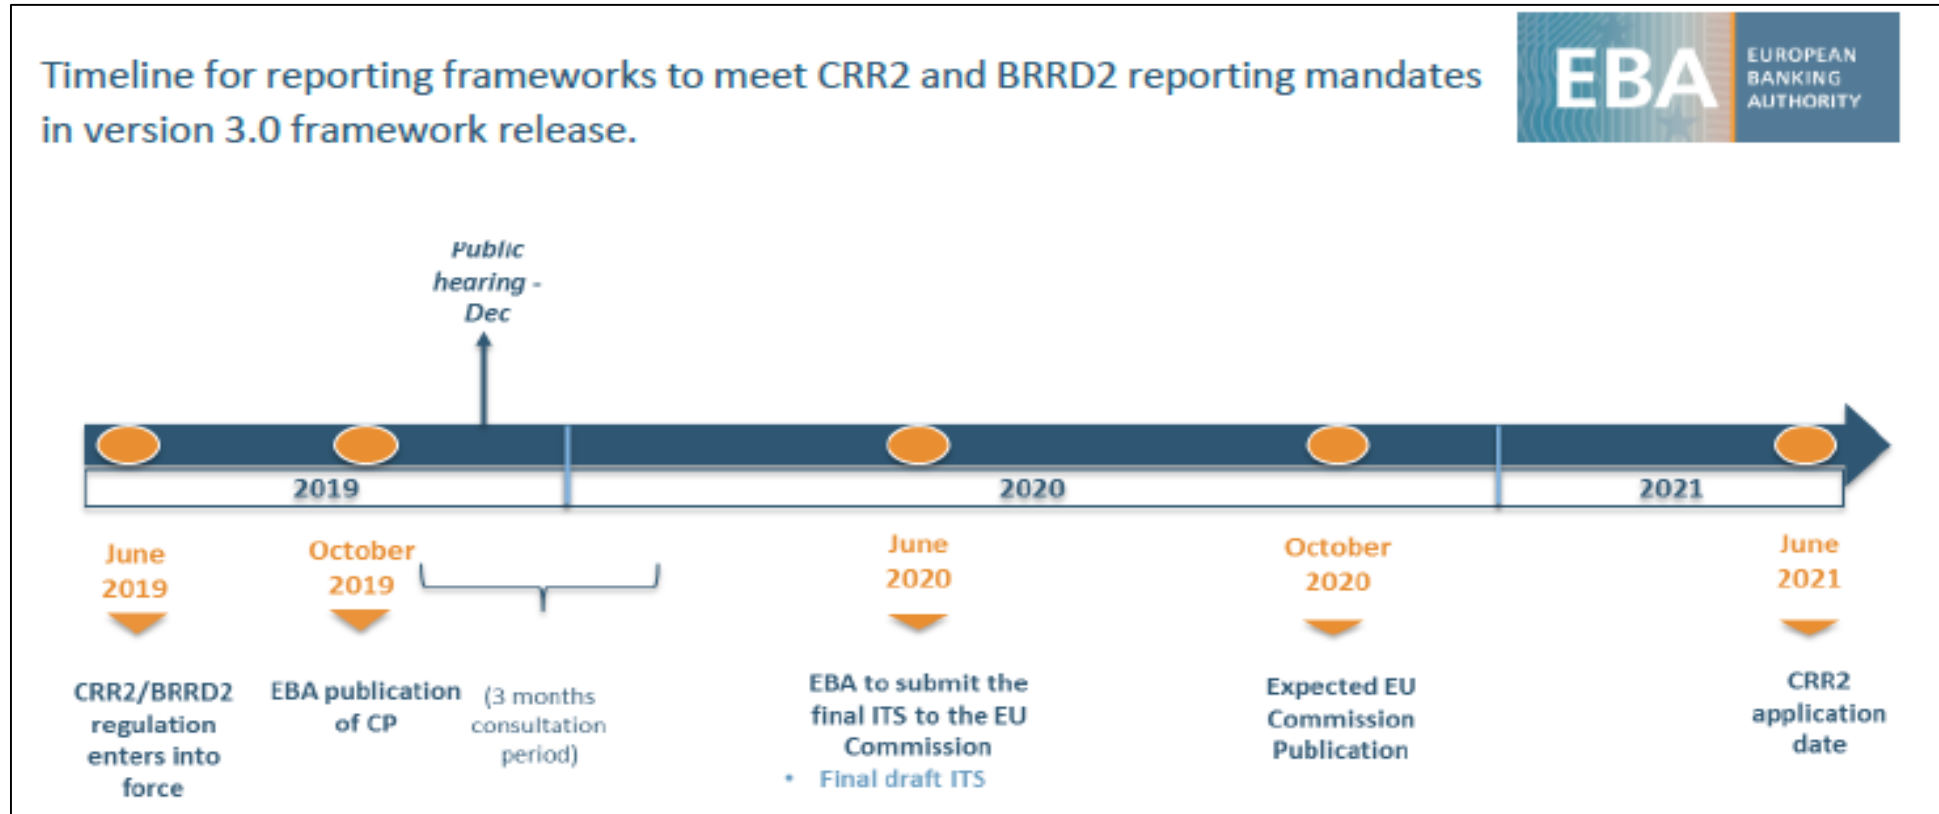 Timeline for reporting frameworks to meet CRR2 and BRRD2 reporting mandates
in version 3.0 framework release.
EBA
EUROPEAN
BANKING
AUTHORITY
Public
hearing -
Dec
2019
2020
2021
June
2019
October
2019
June
2020
October
2020
June
2021
CRR2/BRRD2
regulation
enters into
force
EBA publication
of CP
(3 months
consultation
period)
EBA to submit the
final ITS to the EU
Commission
• Final draft ITS
Expected EU
Commission
Publication
CRR2
application
date